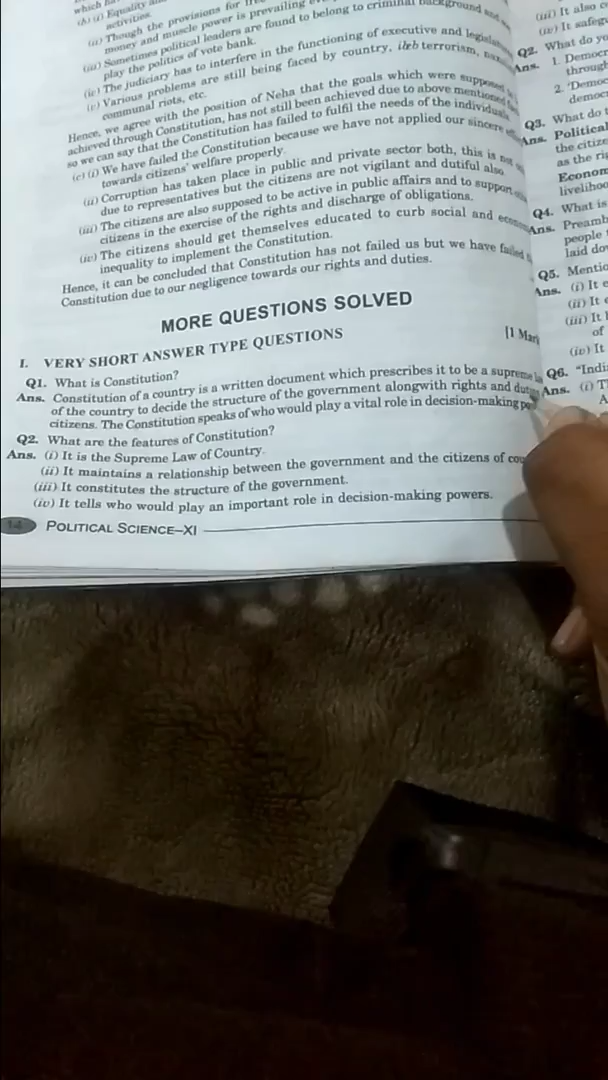 which
(b) (i) Equality
activities.
(ii) Though the provisions for
money and muscle power is prevailing
(iii) Sometimes political leaders are found to belong to criminal background and
play the politics of vote bank.
(iv) The judiciary has to interfere in the functioning of executive and
(v) Various problems are still being faced by country, like terrorism,
communal riots, etc.
Hence, we agree with the position of Neha that the goals which were supposed
achieved through Constitution, has not still been achieved due to above mentioned
so we can say that the Constitution has failed to fulfil the needs of the individuals
(c) (i) We have failed the Constitution because we have not applied our sincere
towards citizens' welfare properly.
(ii) Corruption has taken place in public and private sector both, this is not
due to representatives but the citizens are not vigilant and dutiful also.
(iii) The citizens are also supposed to be active in public affairs and to support
citizens in the exercise of the rights and discharge of obligations.
(iv) The citizens should get themselves educated to curb social and
inequality to implement the Constitution.
Hence, it can be concluded that Constitution has not failed us but we have failed
Constitution due to our negligence towards our rights and duties.
MORE QUESTIONS SOLVED
I. VERY SHORT ANSWER TYPE QUESTIONS
[1 Mark
Q1. What is Constitution?
Ans. Constitution of a country is a written document which prescribes it to be a supreme
of the country to decide the structure of the government alongwith rights and
citizens. The Constitution speaks of who would play a vital role in decision-making
Q2. What are the features of Constitution?
Ans. (i) It is the Supreme Law of Country.
(ii) It maintains a relationship between the government and the citizens of
(iii) It constitutes the structure of the government.
(iv) It tells who would play an important role in decision-making powers.
14 POLITICAL SCIENCE–XI
(iii) It also
(iv) It
Q2. What do
Ans. 1.
through
2.
Q3. What do
Ans. Political
the
as the
Q4. What is
Ans.
people
laid
Q5.
Ans. (i) It
(ii) It
(iii) It
of
(iv) It
Q6.
Ans. (i)